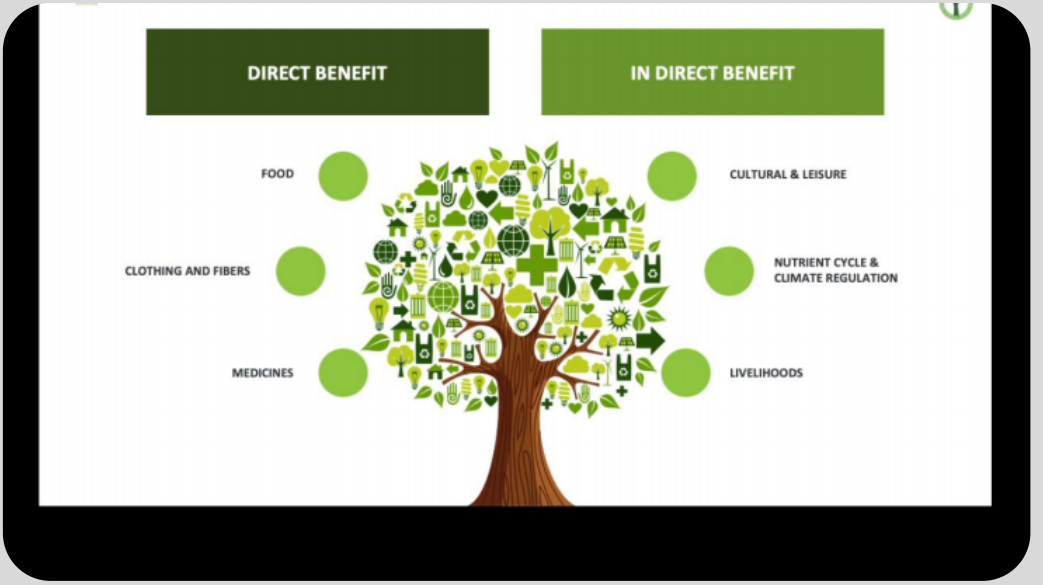 DIRECT BENEFIT
IN DIRECT BENEFIT
FOOD
CULTURAL & LEISURE
CLOTHING AND FIBERS
NUTRIENT CYCLE &
CLIMATE REGULATION
MEDICINES
LIVELIHOODS